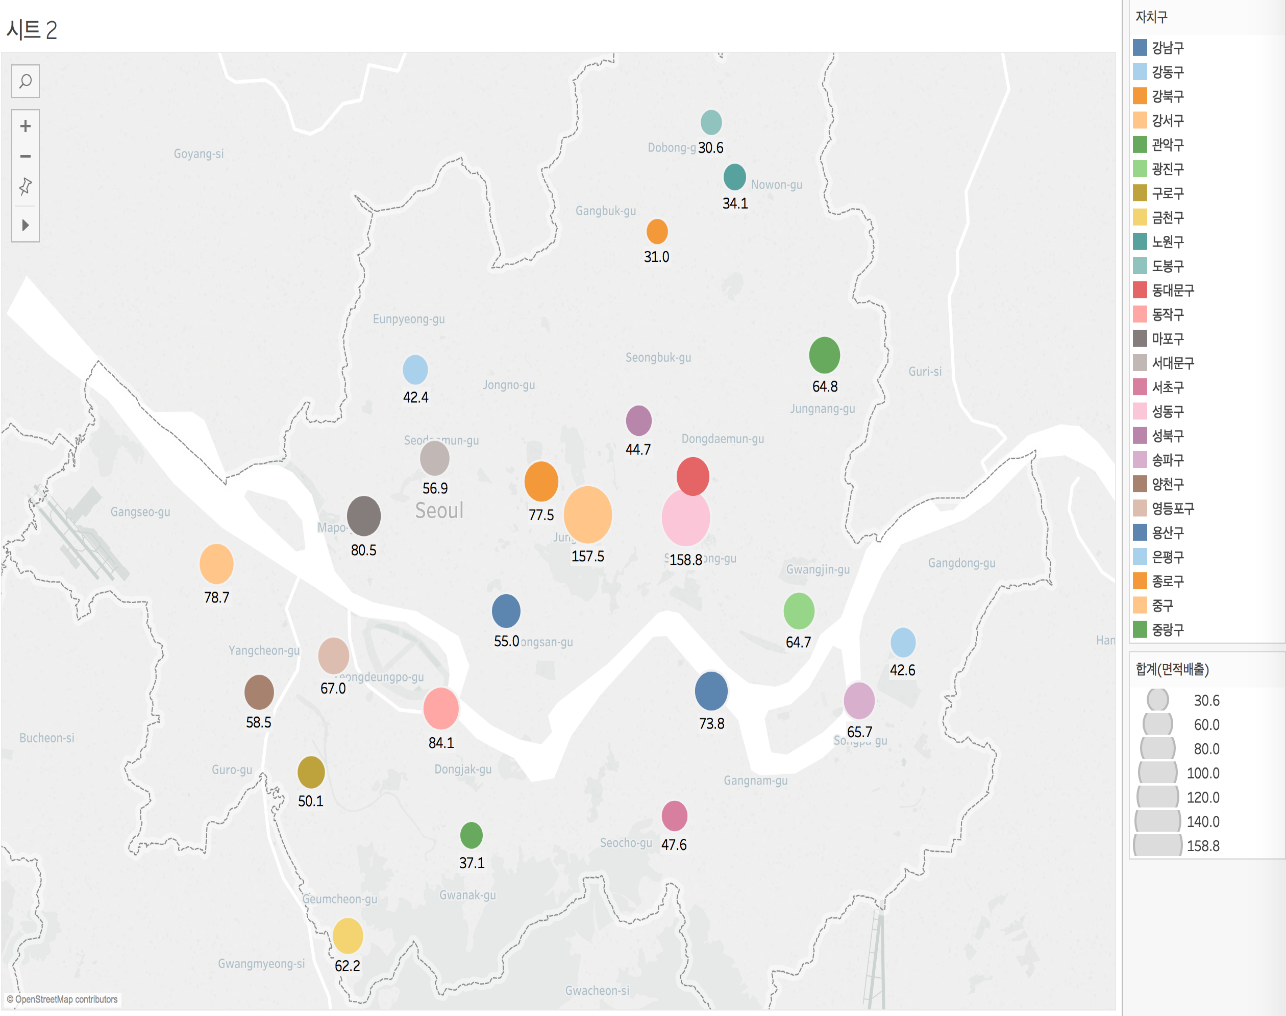 시트 2
Goyang-si
Dobong-g
30.6
Nowon-gu
34.1
Gangbuk-gu
31.0
Eunpyeong-gu
42.4
Seongbuk-gu
Jongno-gu
64.8
Guri-si
Jungnang-gu
44.7
Dongdaemun-gu
56.9
Seoul
77.5
Gangseo-gu
Mapo-
80.5
157.5
158.8
Gwangjin-gu
Gangdong-gu
78.7
55.0
64.7
42.6
Yangcheon-gu
67.0
58.5
73.8
65.7
84.1
Bucheon-si
Guro-gu
Dongjak-gu
Gangnam-gu
50.1
37.1
Seocho-gu
47.6
Geumcheon-gu
Gwanak-gu
62.2
Gwangmyeong-si
Gwacheon-si
Han
© OpenStreetMap contributors
자치구
강남구
강동구
강북구
강서구
관악구
광진구
구로구
금천구
노원구
도봉구
동대문구
동작구
마포구
서대문구
서초구
성동구
성북구
송파구
양천구
영등포구
용산구
은평구
종로구
중구
중랑구
합계(면적배출)
30.6
60.0
80.0
100.0
120.0
140.0
158.8